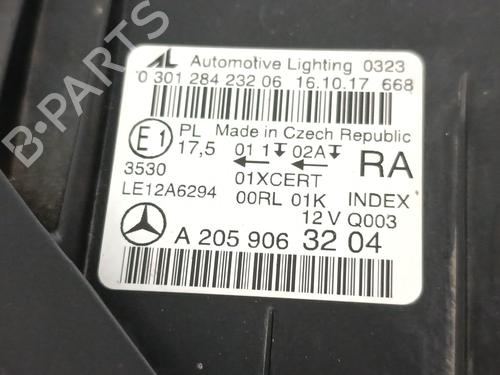 AL Automotive Lighting 0323
0 301 284 232 06 16.10.17 668
E1 PL Made in Czech Republic
17,5 01 1 02A RA
3530 ← ←
01XCERT
LE12A6294 00RL 01K INDEX
12 V Q003
A 205 906 32 04
B-PARTS